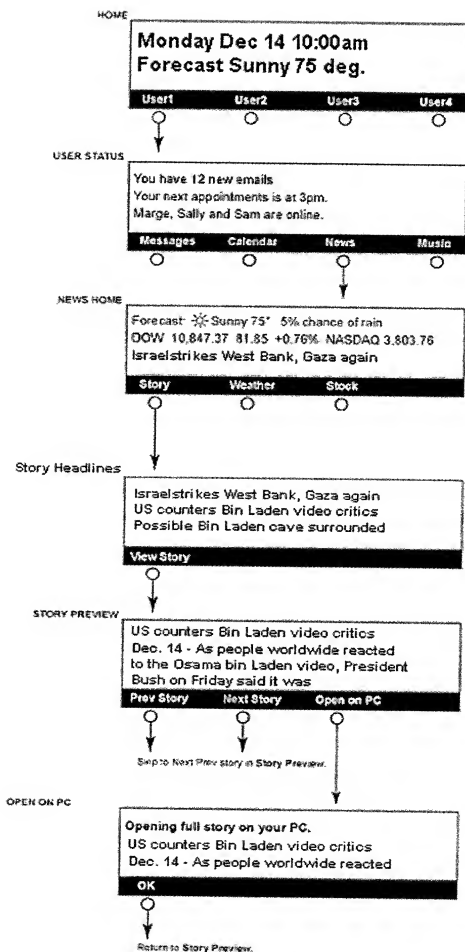 HOME
Monday Dec 14 10:00am
Forecast Sunny 75 deg.
User1 User2 User3 User4
USER STATUS
You have 12 new emails
Your next appointments is at 3pm.
Marge, Sally and Sam are online.
Messages Calendar News Music
NEWS HOME
Forecast Sunny 75° 5% chance of rain
DOW 10,847.37 81.85 +0.76% NASDAQ 3,803.76
Israelstrikes West Bank, Gaza again
Story Weather Stock
Story Headlines
Israelstrikes West Bank, Gaza again
US counters Bin Laden video critics
Possible Bin Laden cave surrounded
View Story
STORY PREVIEW
US counters Bin Laden video critics
Dec. 14 - As people worldwide reacted
to the Osama bin Laden video, President
Bush on Friday said it was
Prev Story Next Story Open on PC
Skip to Next Prev story in Story Preview.
OPEN ON PC
Opening full story on your PC.
US counters Bin Laden video critics
Dec. 14 - As people worldwide reacted
OK
Return to Story Preview.